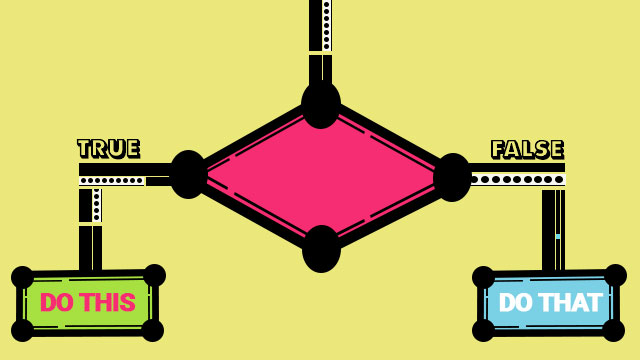 TRUE
FALSE
DO THIS
DO THAT